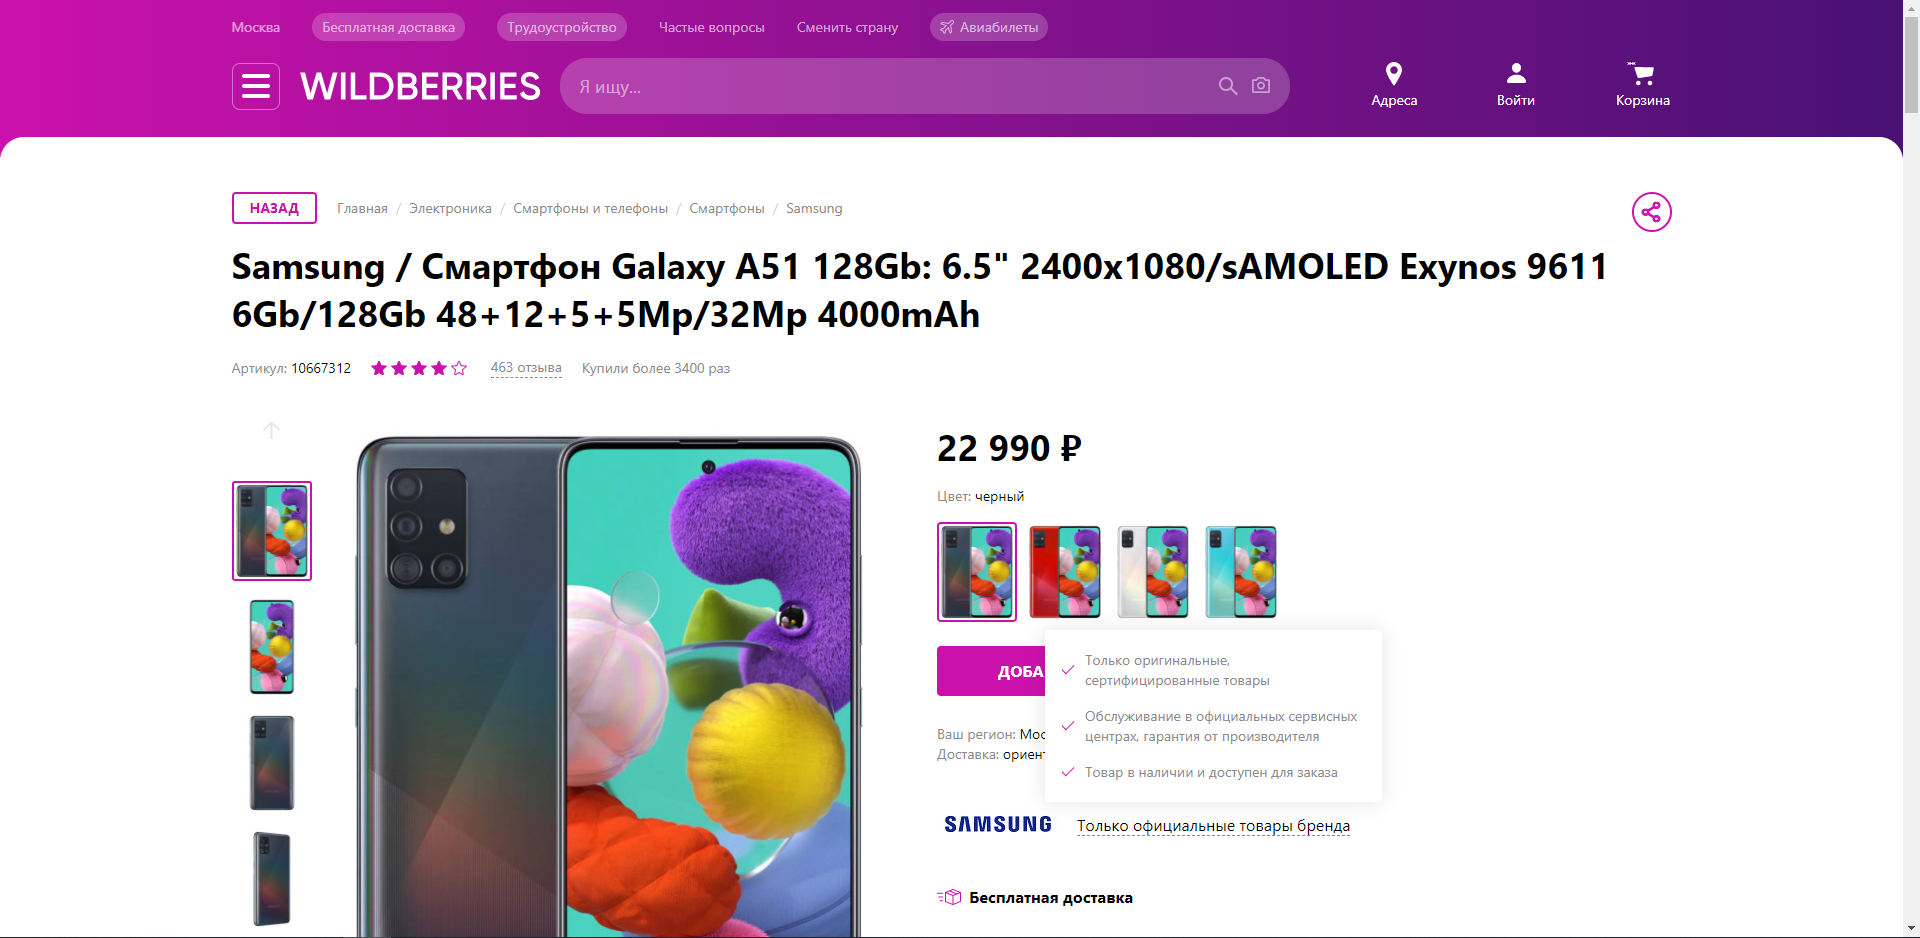 Москва Бесплатная доставка Трудоустройство Частые вопросы Сменить страну Авиабилеты
WILDBERRIES Я ищу... Адреса Войти Корзина
НАЗАД Главная / Электроника / Смартфоны и телефоны / Смартфоны / Samsung
Samsung / Смартфон Galaxy A51 128Gb: 6.5" 2400x1080/sAMOLED Exynos 9611
6Gb/128Gb 48+12+5+5Mp/32Mp 4000mAh
Артикул: 10667312 463 отзыва Купили более 3400 раз
22 990 ₽
Цвет: черный
ДОБА
Только оригинальные,
сертифицированные товары
Обслуживание в официальных сервисных
центрах, гарантия от производителя
Товар в наличии и доступен для заказа
Ваш регион: Мос
Доставка: ориент
SAMSUNG Только официальные товары бренда
Бесплатная доставка